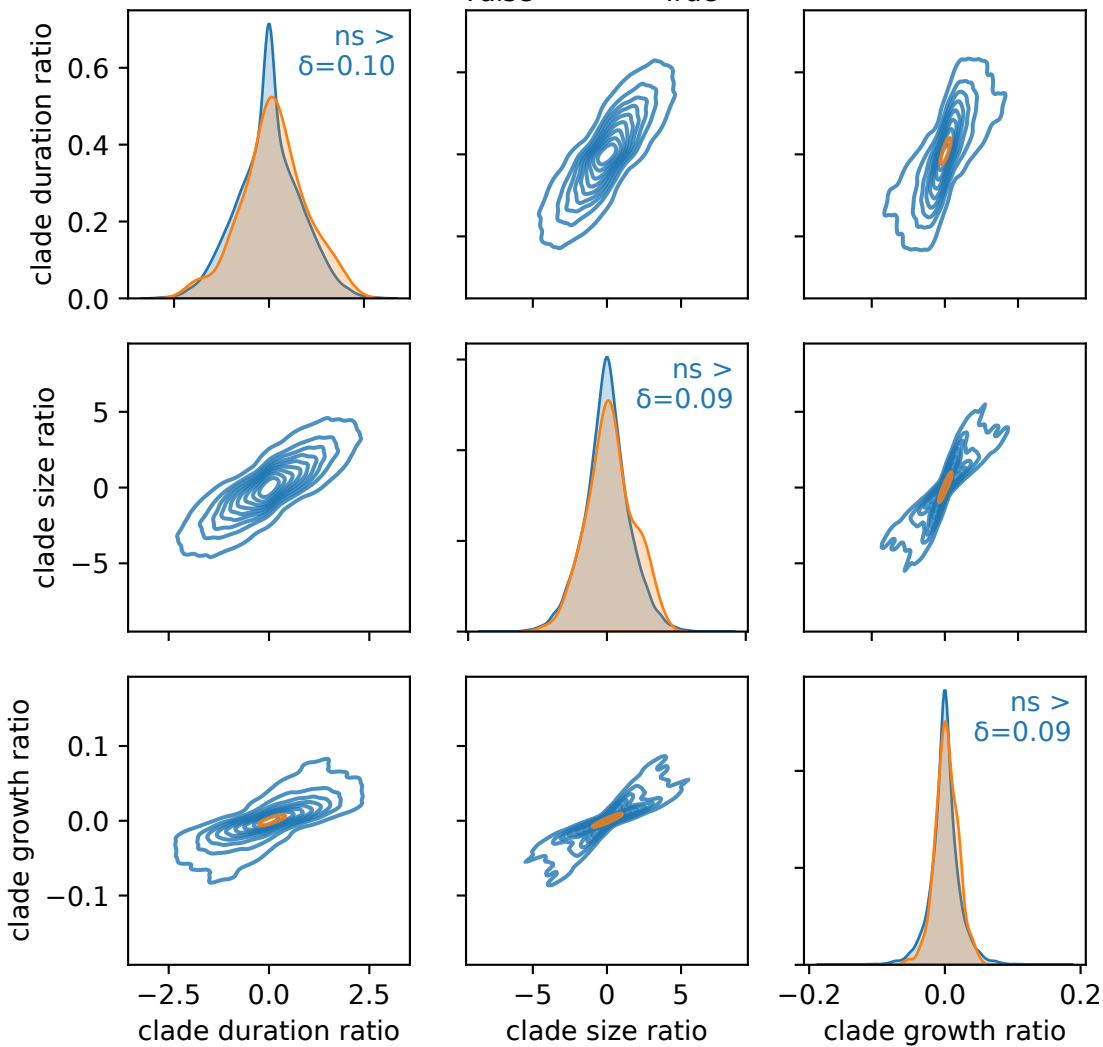 clade duration ratio
0.6
0.4
0.2
0.0
ns >
δ=0.10
clade size ratio
5
0
−5
ns >
δ=0.09
clade growth ratio
0.1
0.0
−0.1
ns >
δ=0.09
−2.5 0.0 2.5
−5 0 5
−0.2 0.0 0.2
clade duration ratio
clade size ratio
clade growth ratio